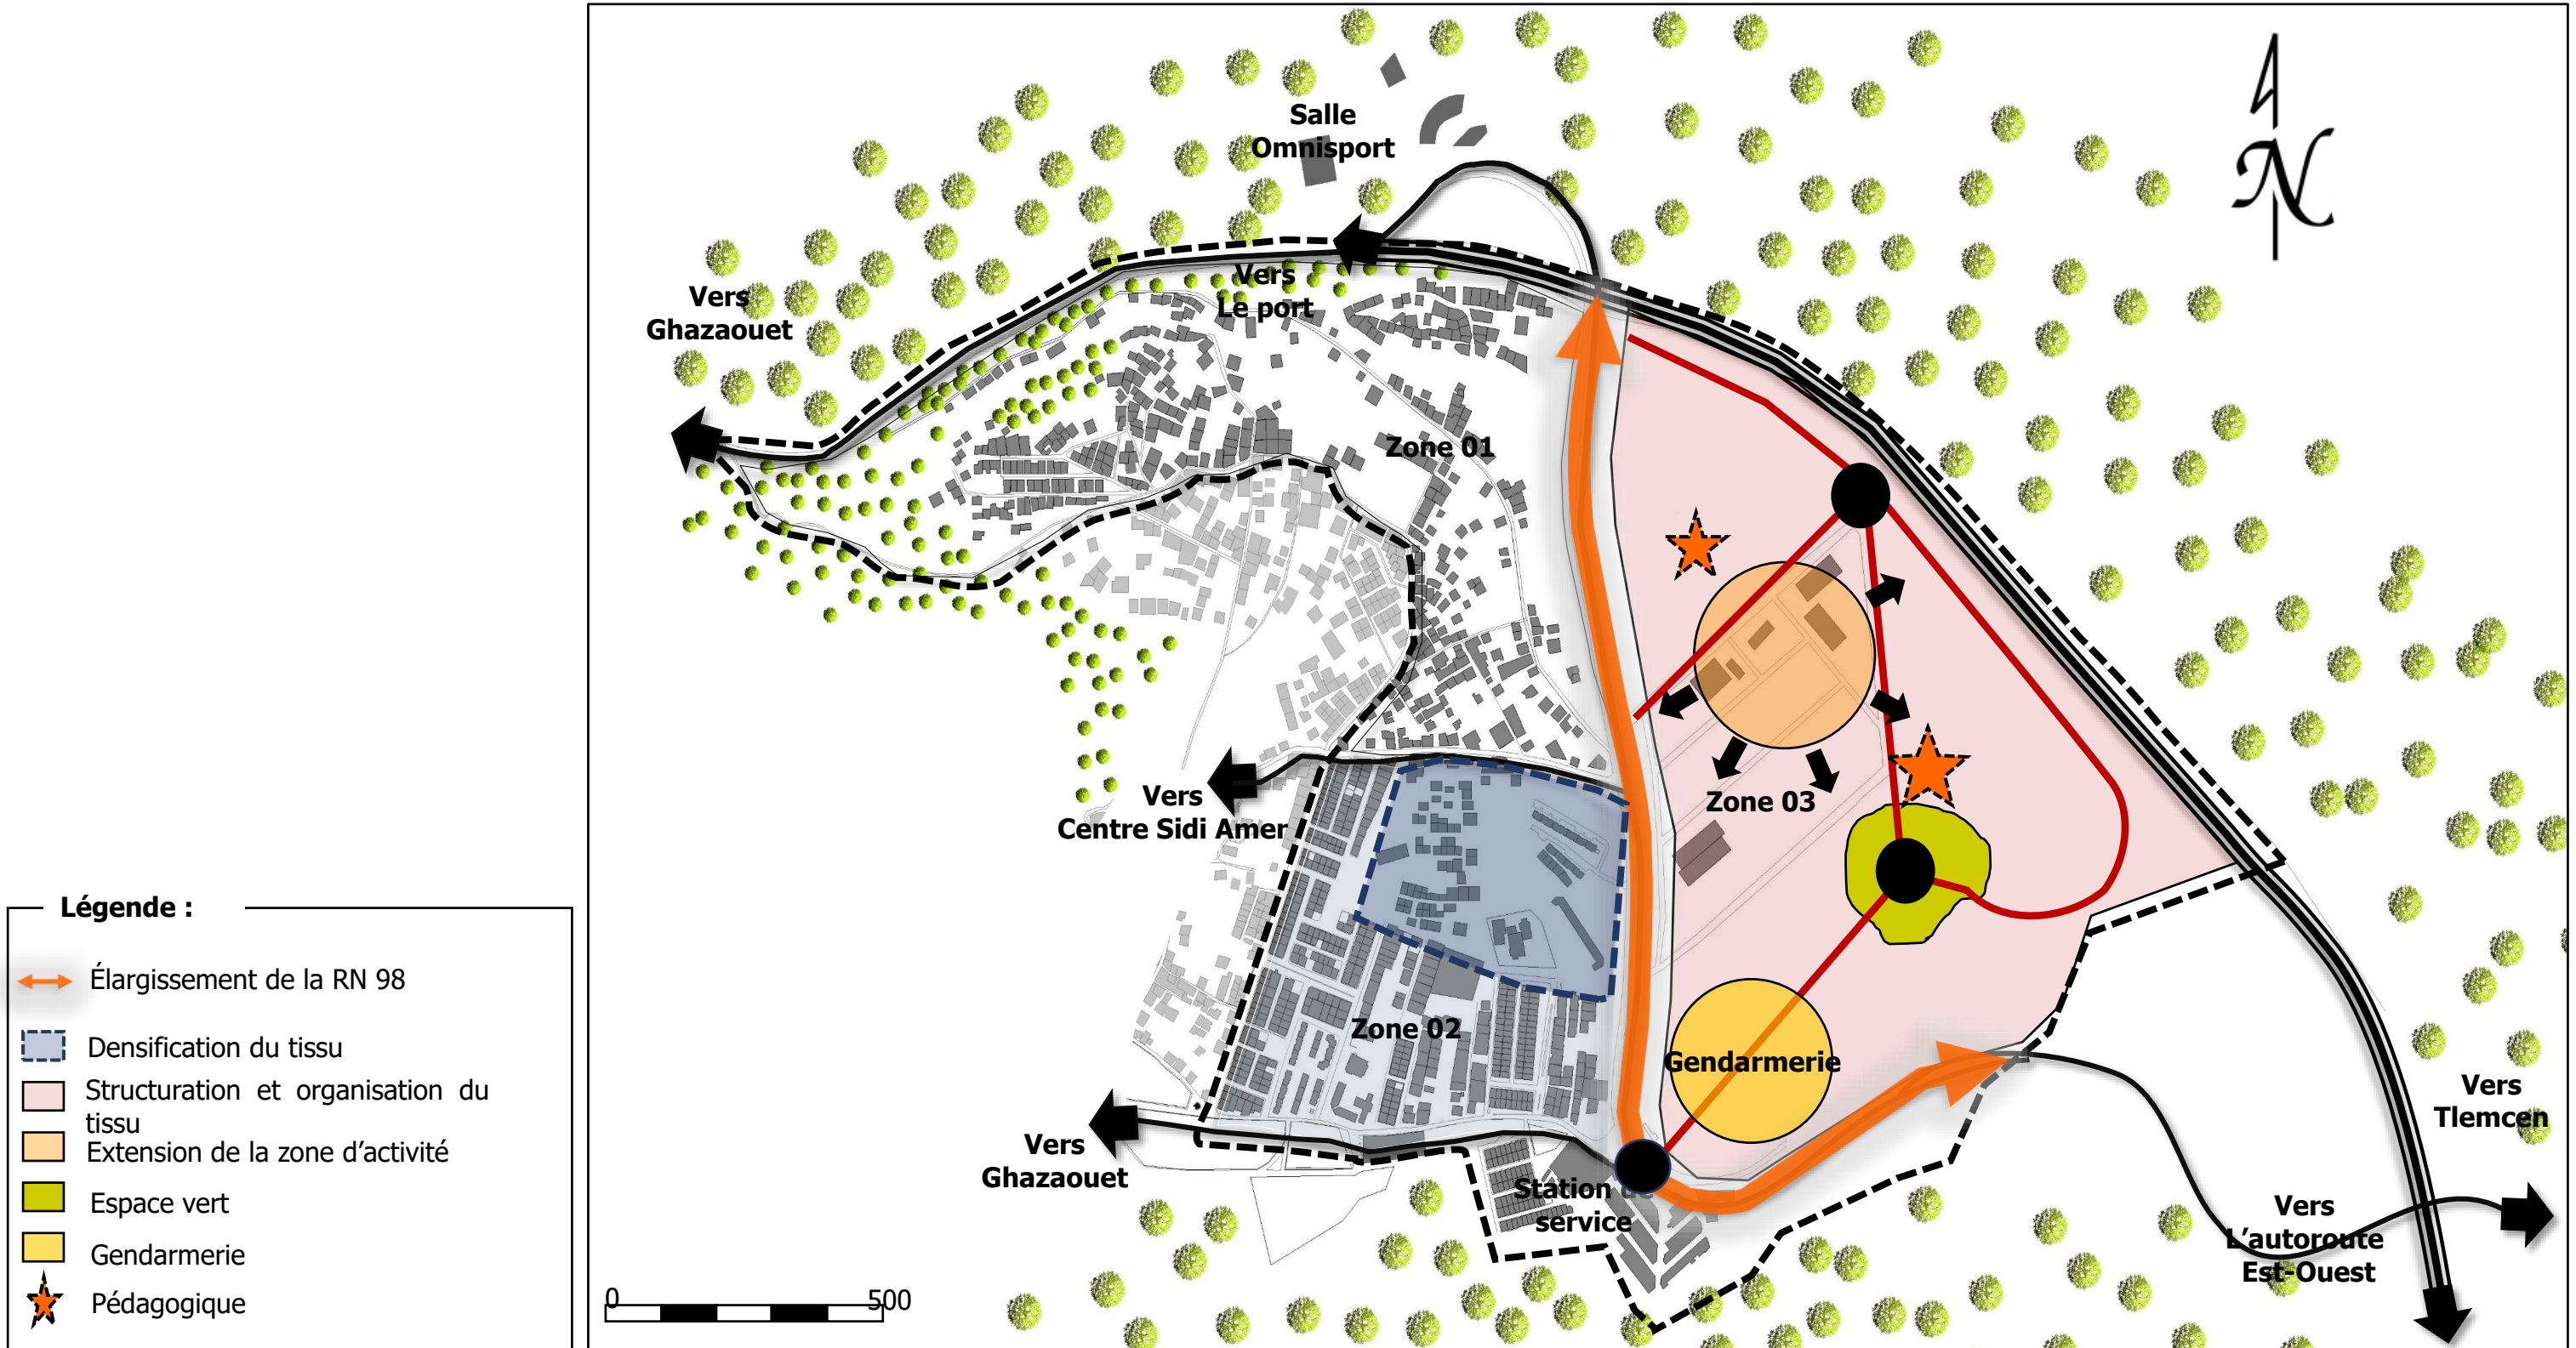 Salle
Omnisport
N
Vers
Ghazaouet
Vers
Le port
Zone 01
Vers
Centre Sidi Amer
Zone 03
Zone 02
Gendarmerie
Vers
Ghazaouet
Station de
service
Vers
Tlemcen
Vers
L'autoroute
Est-Ouest
0 500
Légende :
Élargissement de la RN 98
Densification du tissu
Structuration et organisation du
tissu
Extension de la zone d'activité
Espace vert
Gendarmerie
Pédagogique